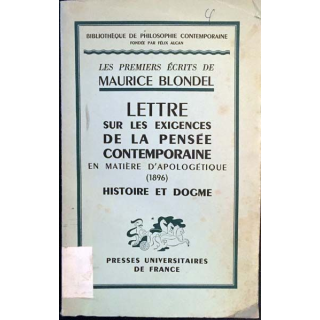 BIBLIOTHÈQUE DE PHILOSOPHIE CONTEMPORAINE
FONDÉE PAR FÉLIX ALCAN
LES PREMIERS ÉCRITS DE
MAURICE BLONDEL
LETTRE
SUR LES EXIGENCES
DE LA PENSÉE
CONTEMPORAINE
EN MATIÈRE D'APOLOGÉTIQUE
(1896)
HISTOIRE ET DOGME
PRESSES UNIVERSITAIRES
DE FRANCE